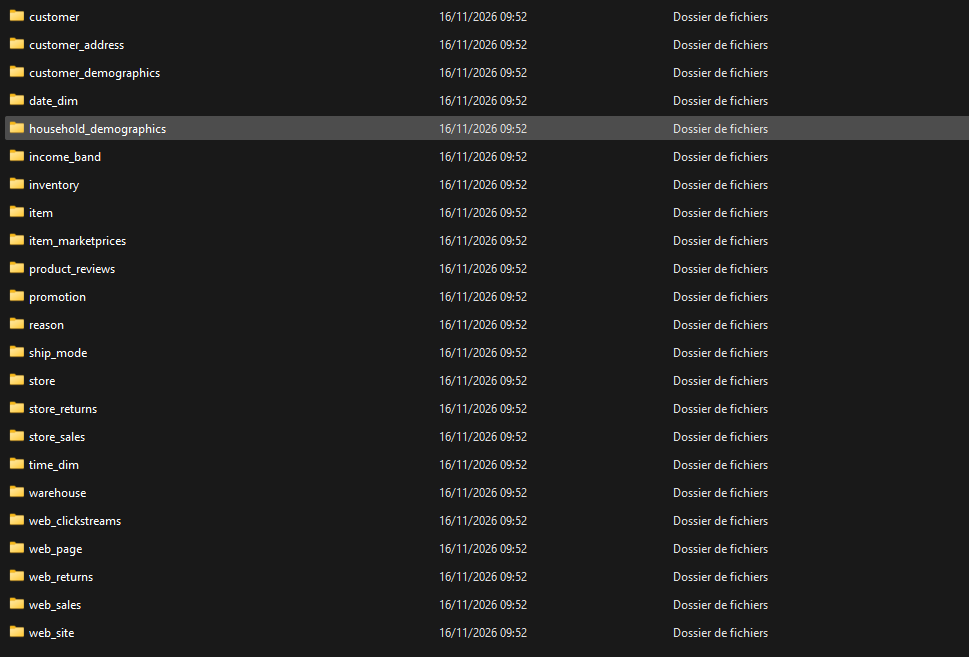 customer 16/11/2026 09:52 Dossier de fichiers
customer_address 16/11/2026 09:52 Dossier de fichiers
customer_demographics 16/11/2026 09:52 Dossier de fichiers
date_dim 16/11/2026 09:52 Dossier de fichiers
household_demographics 16/11/2026 09:52 Dossier de fichiers
income_band 16/11/2026 09:52 Dossier de fichiers
inventory 16/11/2026 09:52 Dossier de fichiers
item 16/11/2026 09:52 Dossier de fichiers
item_marketprices 16/11/2026 09:52 Dossier de fichiers
product_reviews 16/11/2026 09:52 Dossier de fichiers
promotion 16/11/2026 09:52 Dossier de fichiers
reason 16/11/2026 09:52 Dossier de fichiers
ship_mode 16/11/2026 09:52 Dossier de fichiers
store 16/11/2026 09:52 Dossier de fichiers
store_returns 16/11/2026 09:52 Dossier de fichiers
store_sales 16/11/2026 09:52 Dossier de fichiers
time_dim 16/11/2026 09:52 Dossier de fichiers
warehouse 16/11/2026 09:52 Dossier de fichiers
web_clickstreams 16/11/2026 09:52 Dossier de fichiers
web_page 16/11/2026 09:52 Dossier de fichiers
web_returns 16/11/2026 09:52 Dossier de fichiers
web_sales 16/11/2026 09:52 Dossier de fichiers
web_site 16/11/2026 09:52 Dossier de fichiers